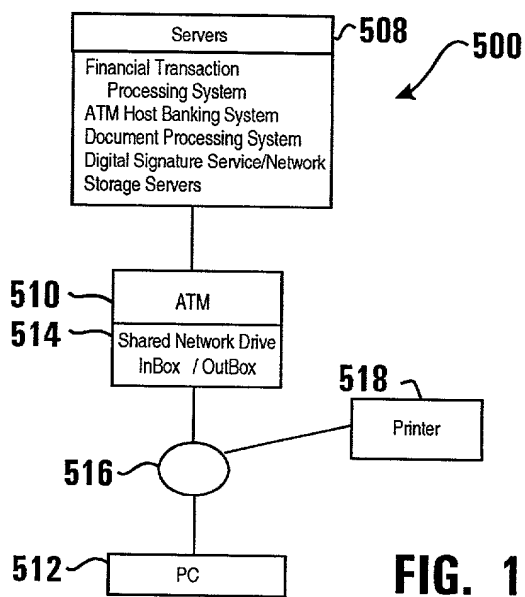 Servers
508
500
Financial Transaction
Processing System
ATM Host Banking System
Document Processing System
Digital Signature Service/Network
Storage Servers
510
ATM
514
Shared Network Drive
InBox / OutBox
518
Printer
516
512
PC
FIG. 1